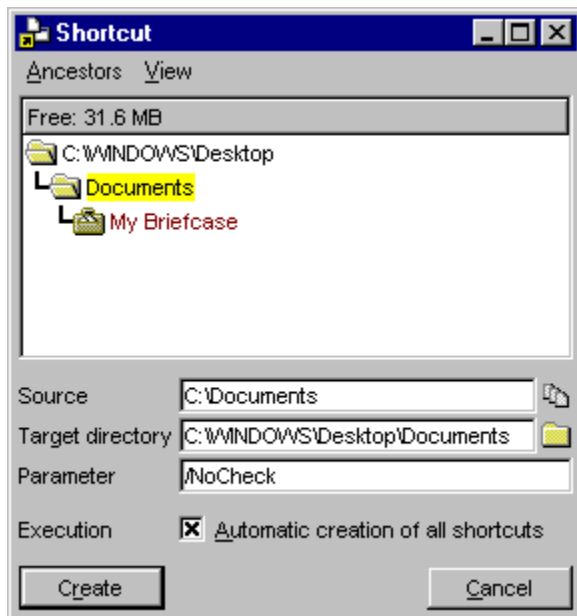 Shortcut
Ancestors View
Free: 31.6 MB
C:\WINDOWS\Desktop
Documents
My Briefcase
Source C:\Documents
Target directory C:\WINDOWS\Desktop\Documents
Parameter /NoCheck
Execution Automatic creation of all shortcuts
Create Cancel